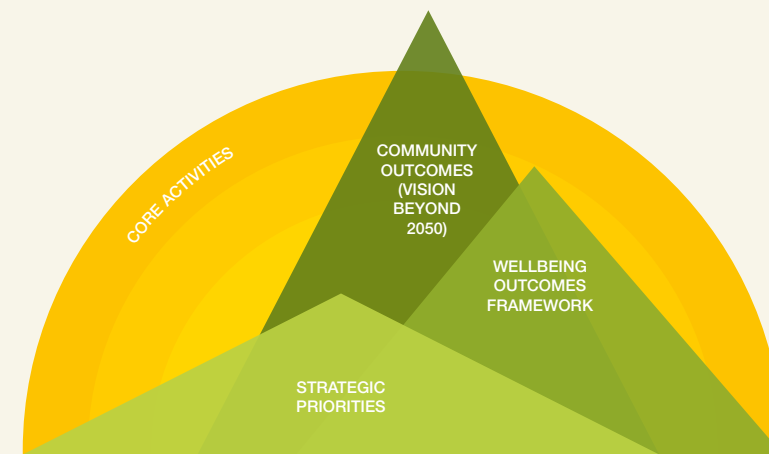 CORE ACTIVITIES
COMMUNITY
OUTCOMES
(VISION
BEYOND
2050)
WELLBEING
OUTCOMES
FRAMEWORK
STRATEGIC
PRIORITIES